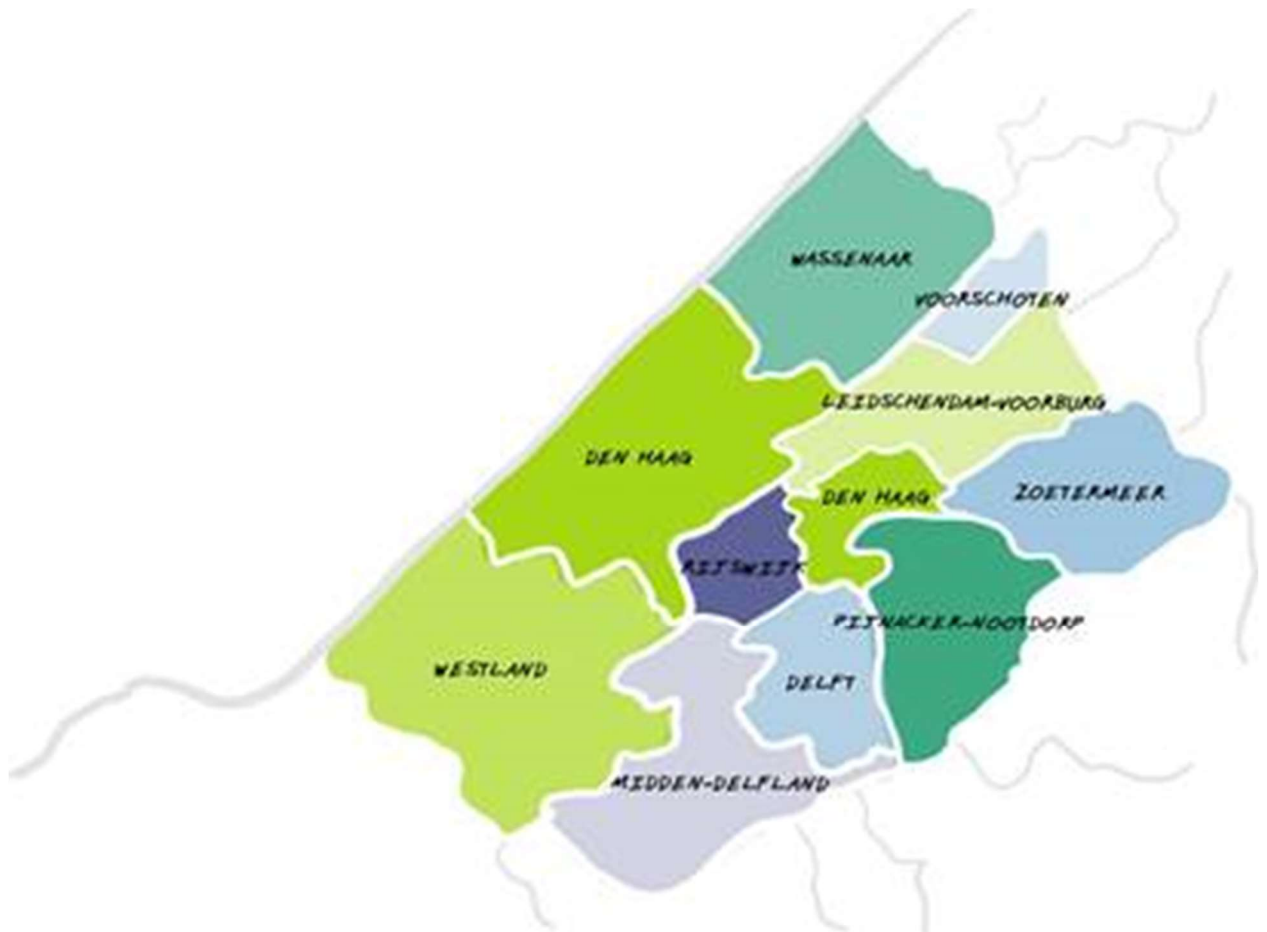 WASSENAAR
VOORSCHOTEN
LEIDSCHENDAM-VOORBURG
DEN HAAG
DEN HAAG
ZOETERMEER
RIJSWIJK
PIJNACKER-NOOTDORP
WESTLAND
DELFT
MIDDEN-DELFLAND